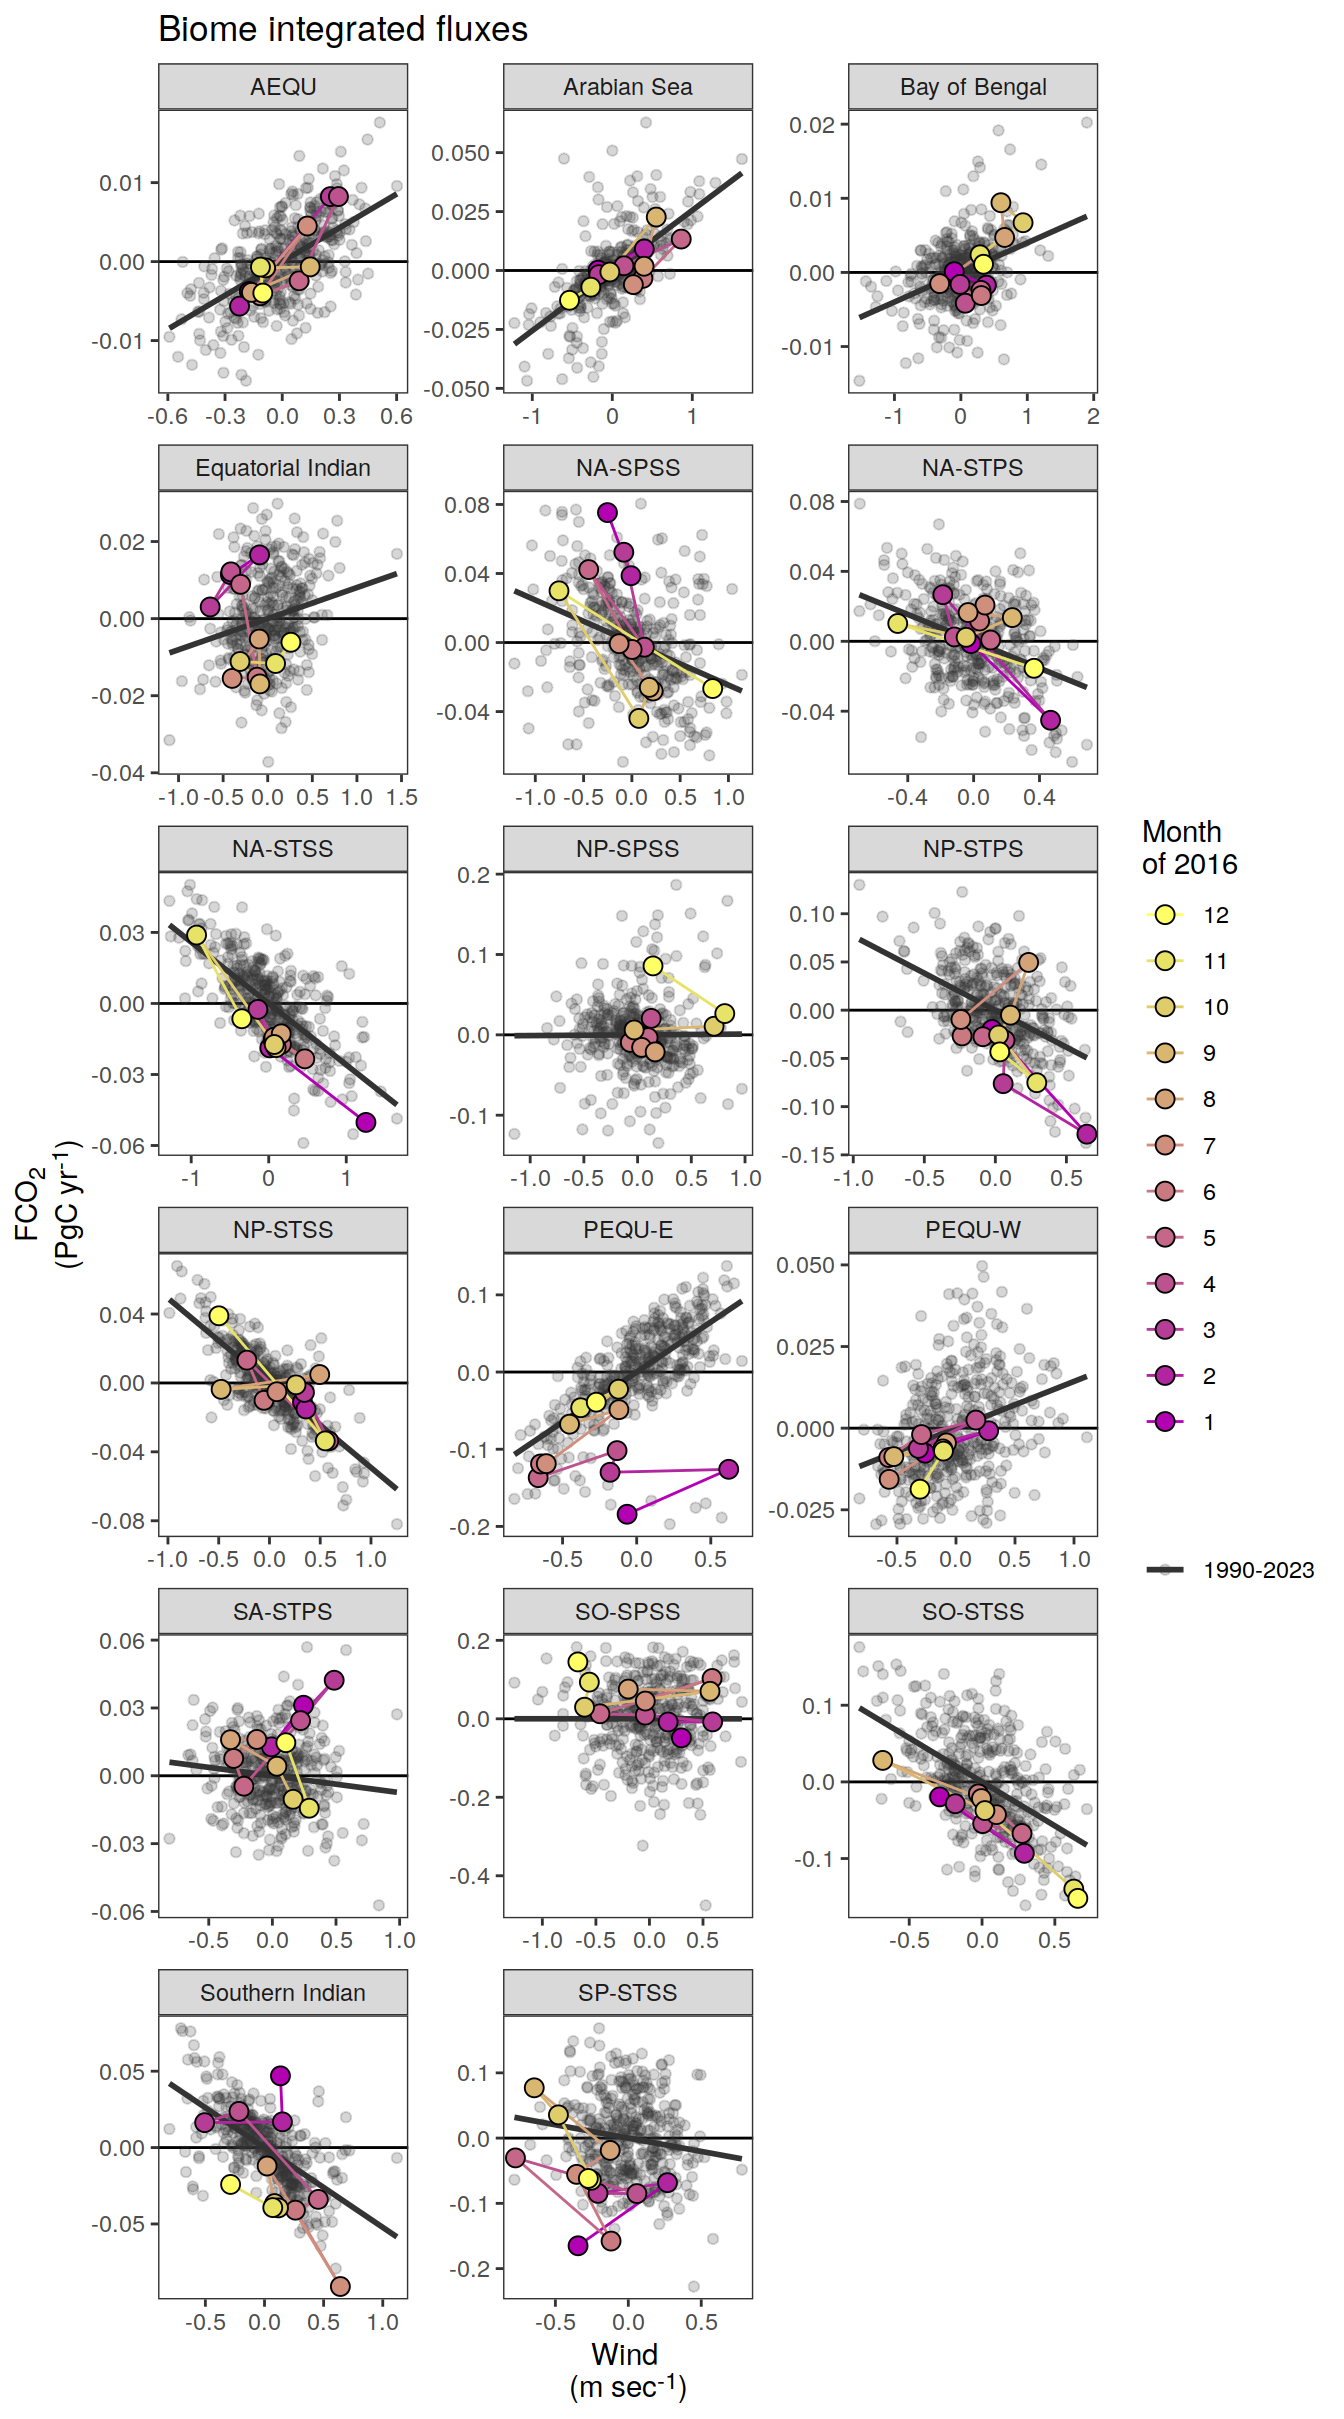 Biome integrated fluxes
AEQU
Arabian Sea
Bay of Bengal
0.01
0.00
-0.01
-0.6 -0.3 0.0 0.3 0.6
0.050
0.025
0.000
-0.025
-0.050
-1 0 1
0.02
0.01
0.00
-0.01
-1 0 1 2
Equatorial Indian
NA-SPSS
NA-STPS
0.02
0.00
-0.02
-0.04
-1.0 -0.5 0.0 0.5 1.0 1.5
0.08
0.04
0.00
-0.04
-1.0 -0.5 0.0 0.5 1.0
0.08
0.04
0.00
-0.04
-0.4 0.0 0.4
NA-STSS
NP-SPSS
NP-STPS
0.03
0.00
-0.03
-0.06
-1 0 1
0.2
0.1
0.0
-0.1
-1.0 -0.5 0.0 0.5 1.0
0.10
0.05
0.00
-0.05
-0.10
-0.15
-1.0 -0.5 0.0 0.5
NP-STSS
PEQU-E
PEQU-W
0.04
0.00
-0.04
-0.08
-1.0 -0.5 0.0 0.5 1.0
0.1
0.0
-0.1
-0.2
-0.5 0.0 0.5
0.050
0.025
0.000
-0.025
-0.5 0.0 0.5 1.0
SA-STPS
SO-SPSS
SO-STSS
0.06
0.03
0.00
-0.03
-0.06
-0.5 0.0 0.5 1.0
0.2
0.0
-0.2
-0.4
-1.0 -0.5 0.0 0.5
0.1
0.0
-0.1
-0.5 0.0 0.5
Southern Indian
SP-STSS
0.05
0.00
-0.05
-0.5 0.0 0.5 1.0
0.1
0.0
-0.1
-0.2
-0.5 0.0 0.5
FCO₂
(PgC yr⁻¹)
Wind
(m sec⁻¹)
Month
of 2016
12
11
10
9
8
7
6
5
4
3
2
1
1990-2023